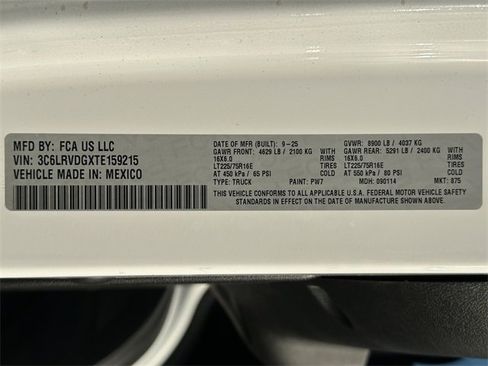 MFD BY: FCA US LLC
VIN: 3C6LRVDGXTE159215
VEHICLE MADE IN: MEXICO
DATE OF MFR (BUILT): 9-25
GAWR FRONT: 4629 LB / 2100 KG
16X6.0 RIMS
LT225/75R16E TIRES
AT 450 kPa / 65 PSI COLD
TYPE: TRUCK PAINT: PW7
GVWR: 8900 LB / 4037 KG
GAWR REAR: 5291 LB / 2400 KG
16X6.0 RIMS
LT225/75R16E TIRES
AT 550 kPa / 80 PSI COLD
MDH: 090114 MKT: 875
THIS VEHICLE CONFORMS TO ALL APPLICABLE U.S.A. FEDERAL MOTOR VEHICLE SAFETY
STANDARDS IN EFFECT ON THE DATE OF MANUFACTURE SHOWN ABOVE.